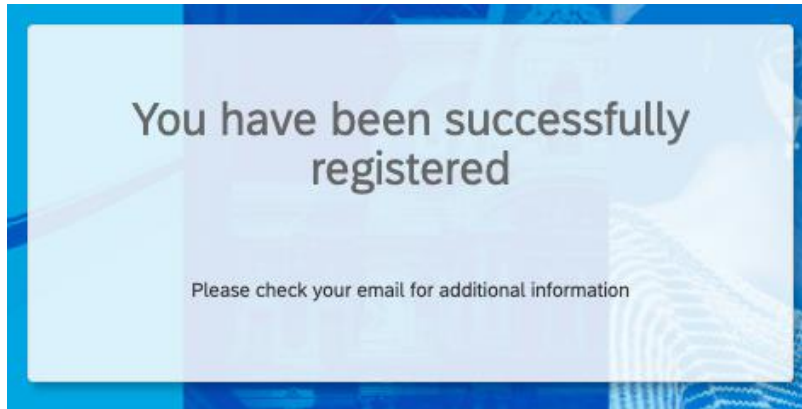 You have been successfully
registered
Please check your email for additional information